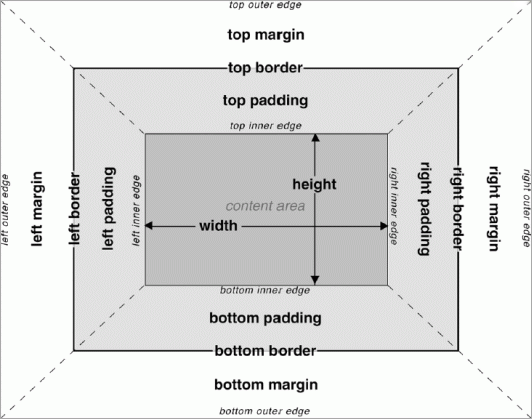 top outer edge
top margin
top border
top padding
top inner edge
left outer edge
left margin
left border
left padding
left inner edge
height
content area
width
right inner edge
right padding
right border
right margin
right outer edge
bottom inner edge
bottom padding
bottom border
bottom margin
bottom outer edge